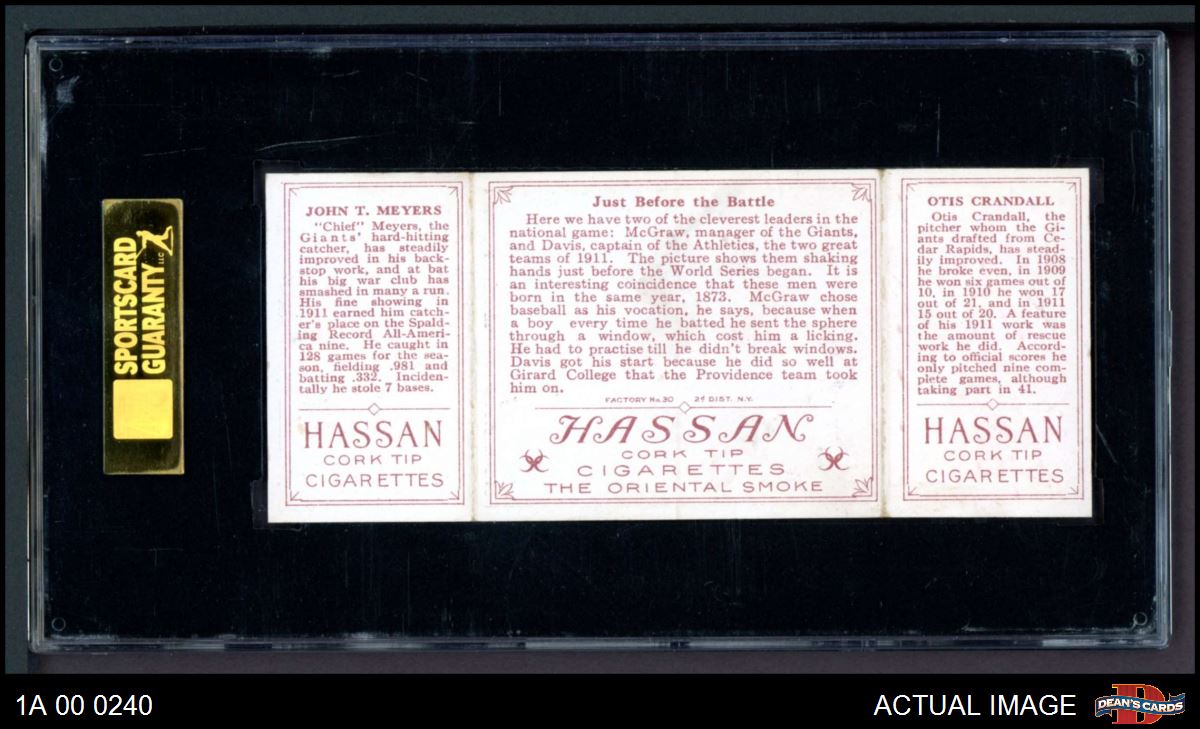 SPORTSCARD
GUARANTY LLC
JOHN T. MEYERS
"Chief" Meyers, the
Giants' hard-hitting
catcher, has steadily
improved in his back-
stop work, and at bat
his big war club has
smashed in many a run.
His fine showing in
1911 earned him catch-
er's place on the Spald-
ing Record All-Ameri-
ca nine. He caught in
128 games for the sea-
son, fielding .981 and
batting .332. Inciden-
tally he stole 7 bases.
HASSAN
CORK TIP
CIGARETTES
Just Before the Battle
Here we have two of the cleverest leaders in the
national game: McGraw, manager of the Giants,
and Davis, captain of the Athletics, the two great
teams of 1911. The picture shows them shaking
hands just before the World Series began. It is
an interesting coincidence that these men were
born in the same year, 1873. McGraw chose
baseball as his vocation, he says, because when
a boy every time he batted he sent the sphere
through a window, which cost him a licking.
He had to practise till he didn't break windows.
Davis got his start because he did so well at
Girard College that the Providence team took
him on.
FACTORY No. 30 2d DIST. N.Y.
HASSAN
CORK TIP
CIGARETTES
THE ORIENTAL SMOKE
OTIS CRANDALL
Otis Crandall, the
pitcher whom the Gi-
ants drafted from Ce-
dar Rapids, has stead-
ily improved. In 1908
he broke even, in 1909
he won six games out of
10, in 1910 he won 17
out of 21, and in 1911
15 out of 20. A feature
of his 1911 work was
the amount of rescue
work he did. Accord-
ing to official scores he
only pitched nine com-
plete games, although
taking part in 41.
HASSAN
CORK TIP
CIGARETTES
1A 00 0240
ACTUAL IMAGE
DEAN'S CARDS